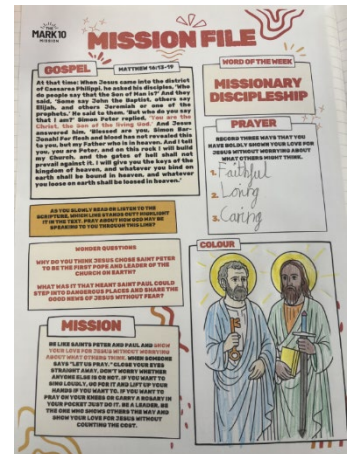 THE
MARK10
MISSION
MISSION FILE
GOSPEL
MATTHEW 16:13-19
At that time: When Jesus came into the district
of Caesarea Philippi, he asked his disciples, 'Who
do people say that the Son of Man is?' And they
said, 'Some say John the Baptist, others say
Elijah, and others Jeremiah or one of the
prophets.' He said to them, 'But who do you say
that I am?' Simon Peter replied, 'You are the
Christ, the Son of the living God.' And Jesus
answered him, 'Blessed are you, Simon Bar-
Jonah! For flesh and blood has not revealed this
to you, but my Father who is in heaven. And I tell
you, you are Peter, and on this rock I will build
my Church, and the gates of hell shall not
prevail against it. I will give you the keys of the
kingdom of heaven, and whatever you bind on
earth shall be bound in heaven, and whatever
you loose on earth shall be loosed in heaven.'
AS YOU SLOWLY READ OR LISTEN TO THE
SCRIPTURE, WHICH LINE STANDS OUT? HIGHLIGHT
IT IN THE TEXT. PRAY ABOUT HOW GOD MAY BE
SPEAKING TO YOU THROUGH THIS LINE?
WONDER QUESTIONS
WHY DO YOU THINK JESUS CHOSE SAINT PETER
TO BE THE FIRST POPE AND LEADER OF THE
CHURCH ON EARTH?
WHAT WAS IT THAT MEANT SAINT PAUL COULD
STEP INTO DANGEROUS PLACES AND SHARE THE
GOOD NEWS OF JESUS WITHOUT FEAR?
MISSION
BE LIKE SAINTS PETER AND PAUL AND SHOW
YOUR LOVE FOR JESUS WITHOUT WORRYING
ABOUT WHAT OTHERS THINK. WHEN SOMEONE
SAYS "LET US PRAY." CLOSE YOUR EYES
STRAIGHT AWAY. DON'T WORRY WHETHER
ANYONE ELSE IS OR NOT. IF YOU WANT TO
SING LOUDLY, GO FOR IT AND LIFT UP YOUR
HANDS IF YOU WANT TO. IF YOU WANT TO
PRAY ON YOUR KNEES OR CARRY A ROSARY IN
YOUR POCKET JUST DO IT. BE A LEADER. BE
THE ONE WHO SHOWS OTHERS THE WAY AND
SHOW YOUR LOVE FOR JESUS WITHOUT
COUNTING THE COST.
WORD OF THE WEEK
MISSIONARY
DISCIPLESHIP
PRAYER
RECORD THREE WAYS THAT YOU
HAVE BOLDLY SHOWN YOUR LOVE FOR
JESUS WITHOUT WORRYING ABOUT
WHAT OTHERS MIGHT THINK.
1. Faithful
2. Loving
3. Caring
COLOUR